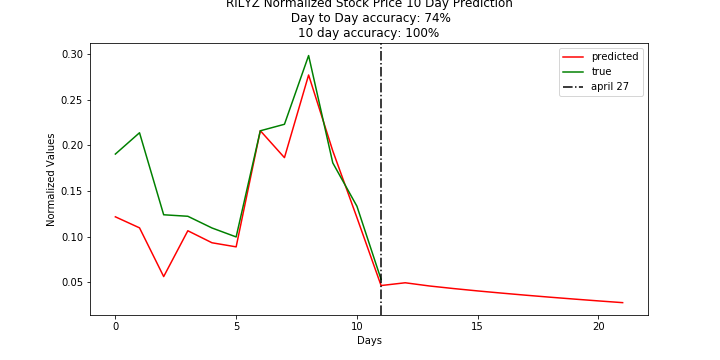 RILYZ Normalized Stock Price 10 Day Prediction
Day to Day accuracy: 74%
10 day accuracy: 100%
0.30
0.25
0.20
0.15
0.10
0.05
Normalized Values
predicted
true
april 27
0 5 10 15 20
Days